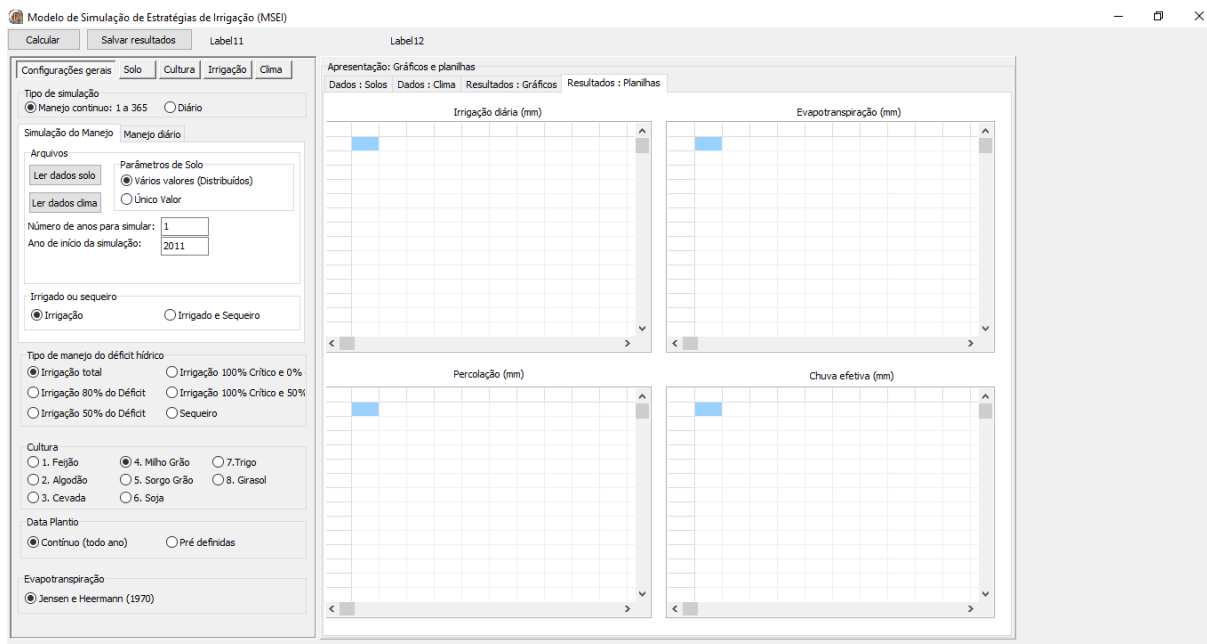 Modelo de Simulação de Estratégias de Irrigação (MSEI)
Calcular Salvar resultados Label11 Label12
Configurações gerais Solo Cultura Irrigação Clima
Tipo de simulação
Manejo continuo: 1 a 365 Diário
Simulação do Manejo Manejo diário
Arquivos
Ler dados solo
Ler dados clima
Parâmetros de Solo
Vários valores (Distribuídos)
Único Valor
Número de anos para simular: 1
Ano de início da simulação: 2011
Irrigado ou sequeiro
Irrigação Irrigado e Sequeiro
Tipo de manejo do déficit hídrico
Irrigação total Irrigação 100% Crítico e 0%
Irrigação 80% do Déficit Irrigação 100% Crítico e 50%
Irrigação 50% do Déficit Sequeiro
Cultura
1. Feijão 4. Milho Grão 7.Trigo
2. Algodão 5. Sorgo Grão 8. Girasol
3. Cevada 6. Soja
Data Plantio
Contínuo (todo ano) Pré definidas
Evapotranspiração
Jensen e Heermann (1970)
Apresentação: Gráficos e planilhas
Dados : Solos Dados : Clima Resultados : Gráficos Resultados : Planilhas
Irrigação diária (mm) Evapotranspiração (mm)
Percolação (mm) Chuva efetiva (mm)